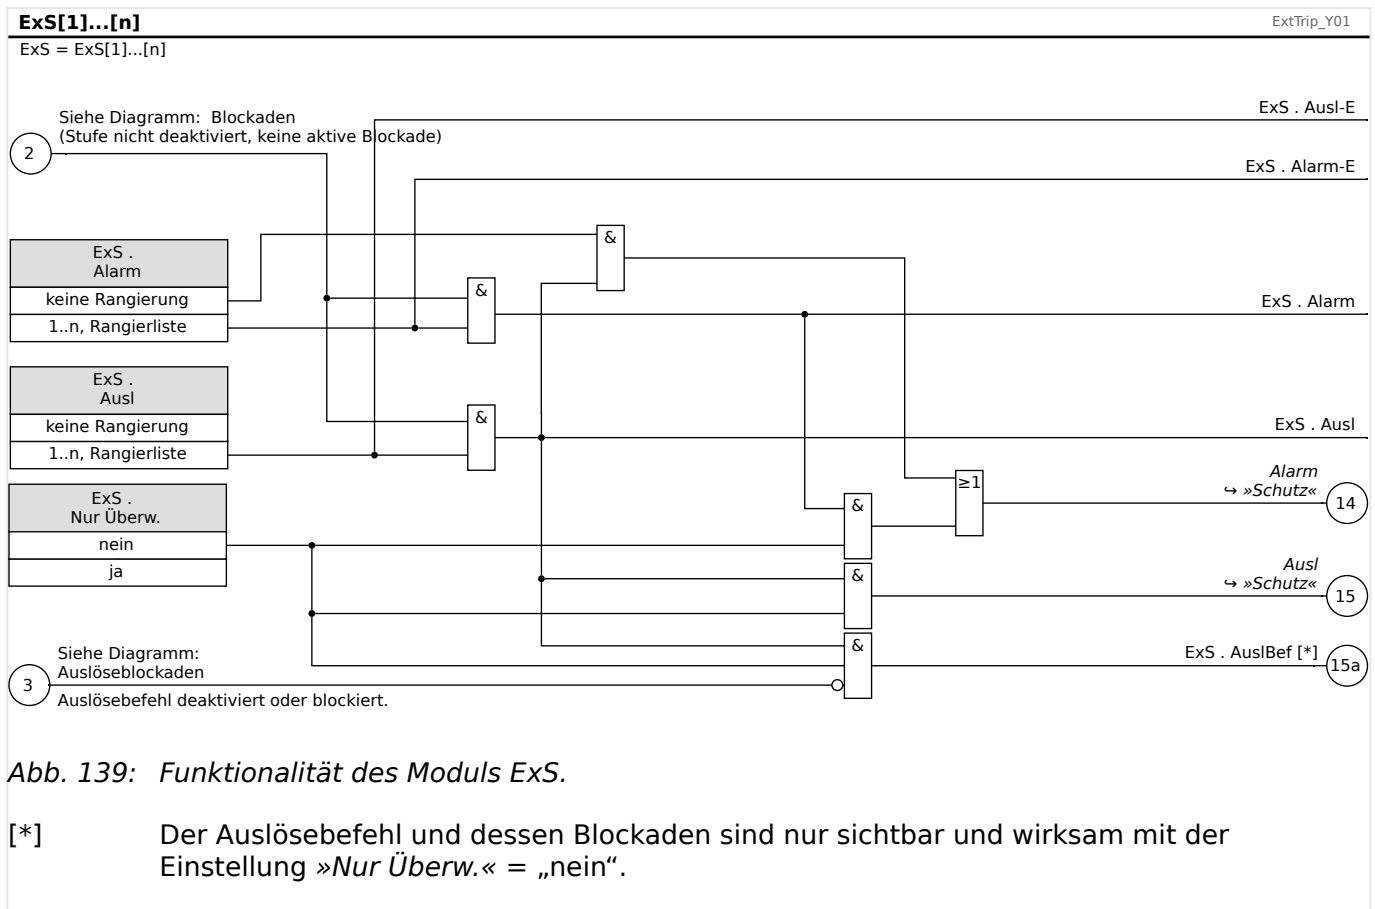 ExS[1]...[n]
ExtTrip_Y01
ExS = ExS[1]...[n]
Siehe Diagramm: Blockaden
(Stufe nicht deaktiviert, keine aktive Blockade)
2
ExS . Ausl-E
ExS . Alarm-E
ExS .
Alarm
keine Rangierung
1..n, Rangierliste
&
&
ExS . Alarm
ExS .
Ausl
keine Rangierung
1..n, Rangierliste
&
ExS . Ausl
ExS .
Nur Überw.
nein
ja
&
≥1
Alarm
↪ »Schutz«
14
&
Ausl
↪ »Schutz«
15
Siehe Diagramm:
Auslöseblockaden
3
Auslösebefehl deaktiviert oder blockiert.
&
ExS . AuslBef [*]
15a
Abb. 139: Funktionalität des Moduls ExS.
[*] Der Auslösebefehl und dessen Blockaden sind nur sichtbar und wirksam mit der
Einstellung »Nur Überw.« = „nein“.